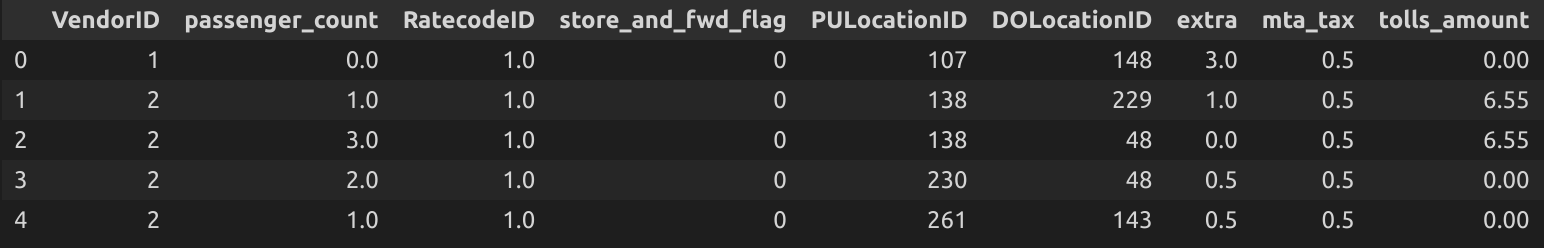 VendorID passenger_count RatecodeID store_and_fwd_flag PULocationID DOLocationID extra mta_tax tolls_amount
0 1 0.0 1.0 0 107 148 3.0 0.5 0.00
1 2 1.0 1.0 0 138 229 1.0 0.5 6.55
2 2 3.0 1.0 0 138 48 0.0 0.5 6.55
3 2 2.0 1.0 0 230 48 0.5 0.5 0.00
4 2 1.0 1.0 0 261 143 0.5 0.5 0.00